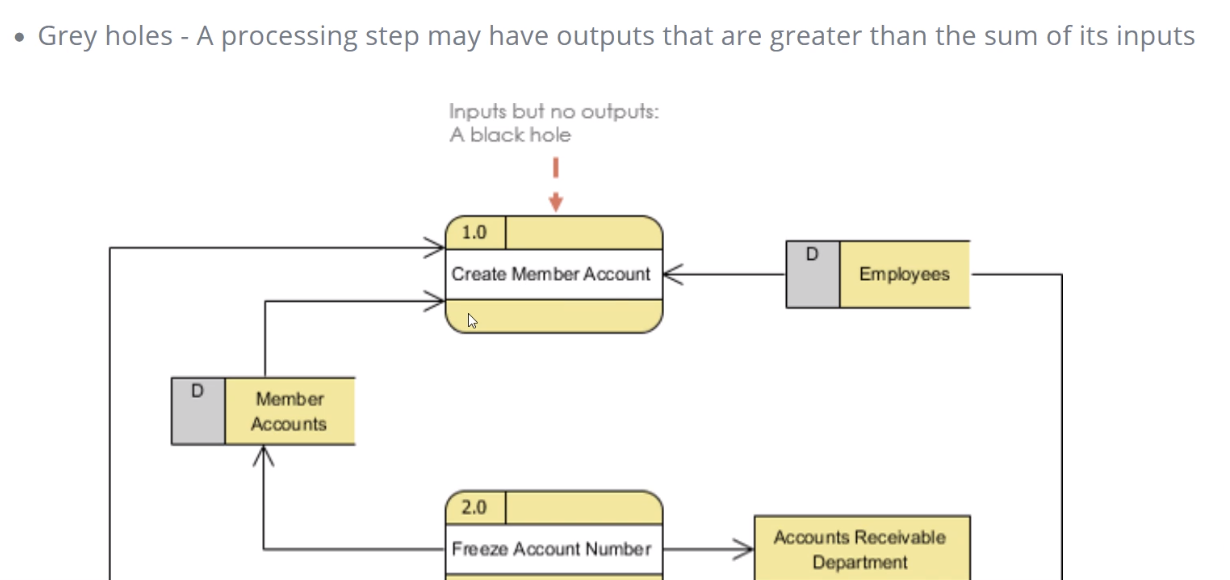 • Grey holes - A processing step may have outputs that are greater than the sum of its inputs
Inputs but no outputs:
A black hole
1.0
Create Member Account
D
Employees
D
Member
Accounts
2.0
Freeze Account Number
Accounts Receivable
Department